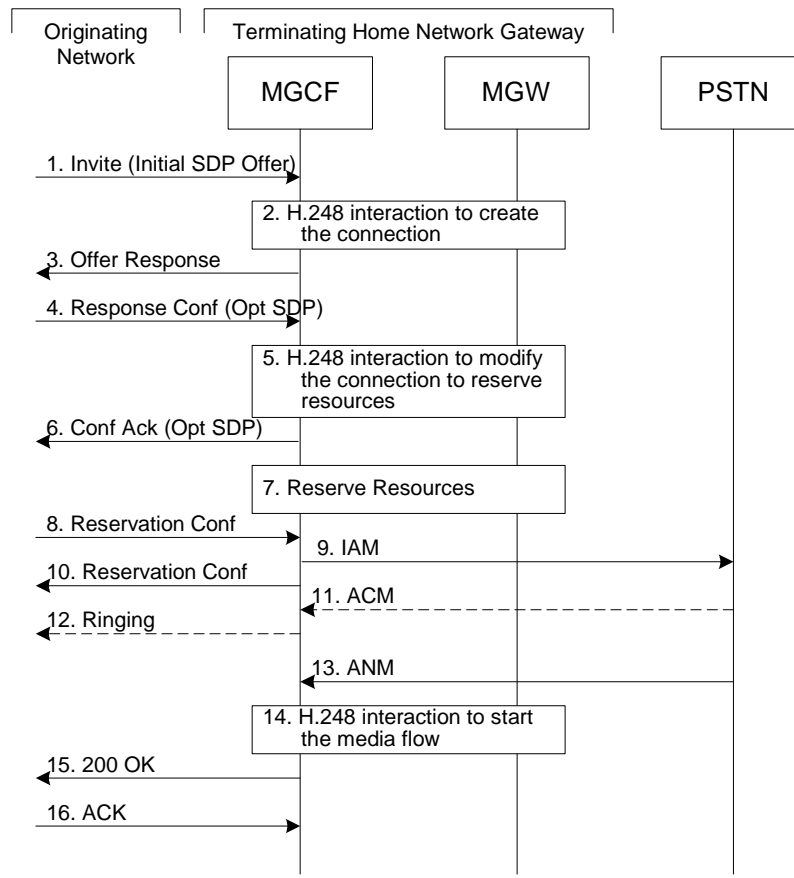 Originating
Network
Terminating Home Network Gateway
MGCF
MGW
PSTN
1. Invite (Initial SDP Offer)
2. H.248 interaction to create
the connection
3. Offer Response
4. Response Conf (Opt SDP)
5. H.248 interaction to modify
the connection to reserve
resources
6. Conf Ack (Opt SDP)
7. Reserve Resources
8. Reservation Conf
9. IAM
10. Reservation Conf
11. ACM
12. Ringing
13. ANM
14. H.248 interaction to start
the media flow
15. 200 OK
16. ACK